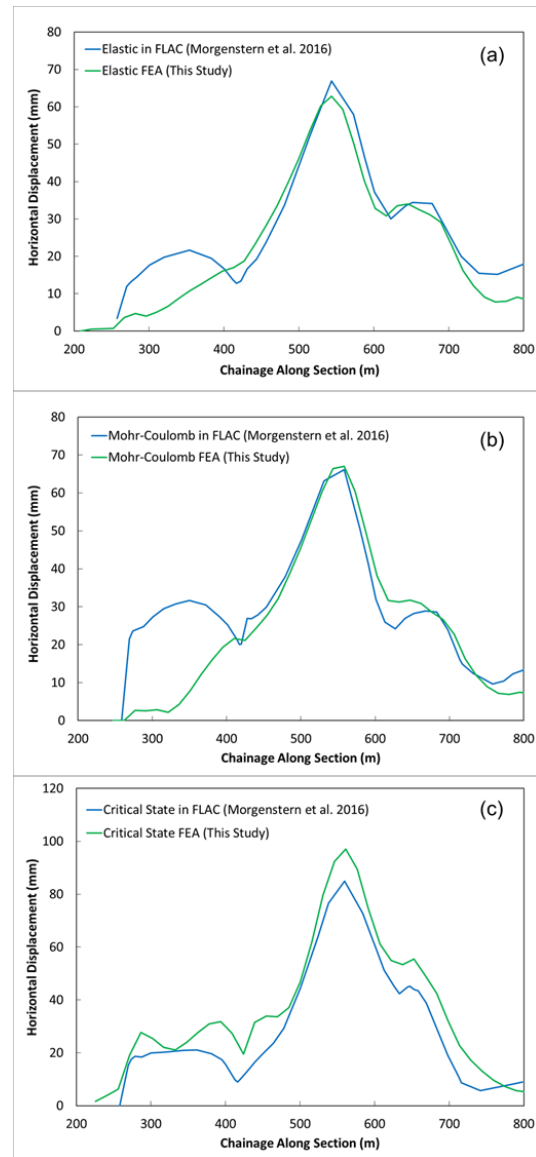 Elastic in FLAC (Morgenstern et al. 2016)
Elastic FEA (This Study)
(a)
Horizontal Displacement (mm)
80
70
60
50
40
30
20
10
0
200 300 400 500 600 700 800
Chainage Along Section (m)
Mohr-Coulomb in FLAC (Morgenstern et al. 2016)
Mohr-Coulomb FEA (This Study)
(b)
Horizontal Displacement (mm)
80
70
60
50
40
30
20
10
0
200 300 400 500 600 700 800
Chainage Along Section (m)
Critical State in FLAC (Morgenstern et al. 2016)
Critical State FEA (This Study)
(c)
Horizontal Displacement (mm)
120
100
80
60
40
20
0
200 300 400 500 600 700 800
Chainage Along Section (m)